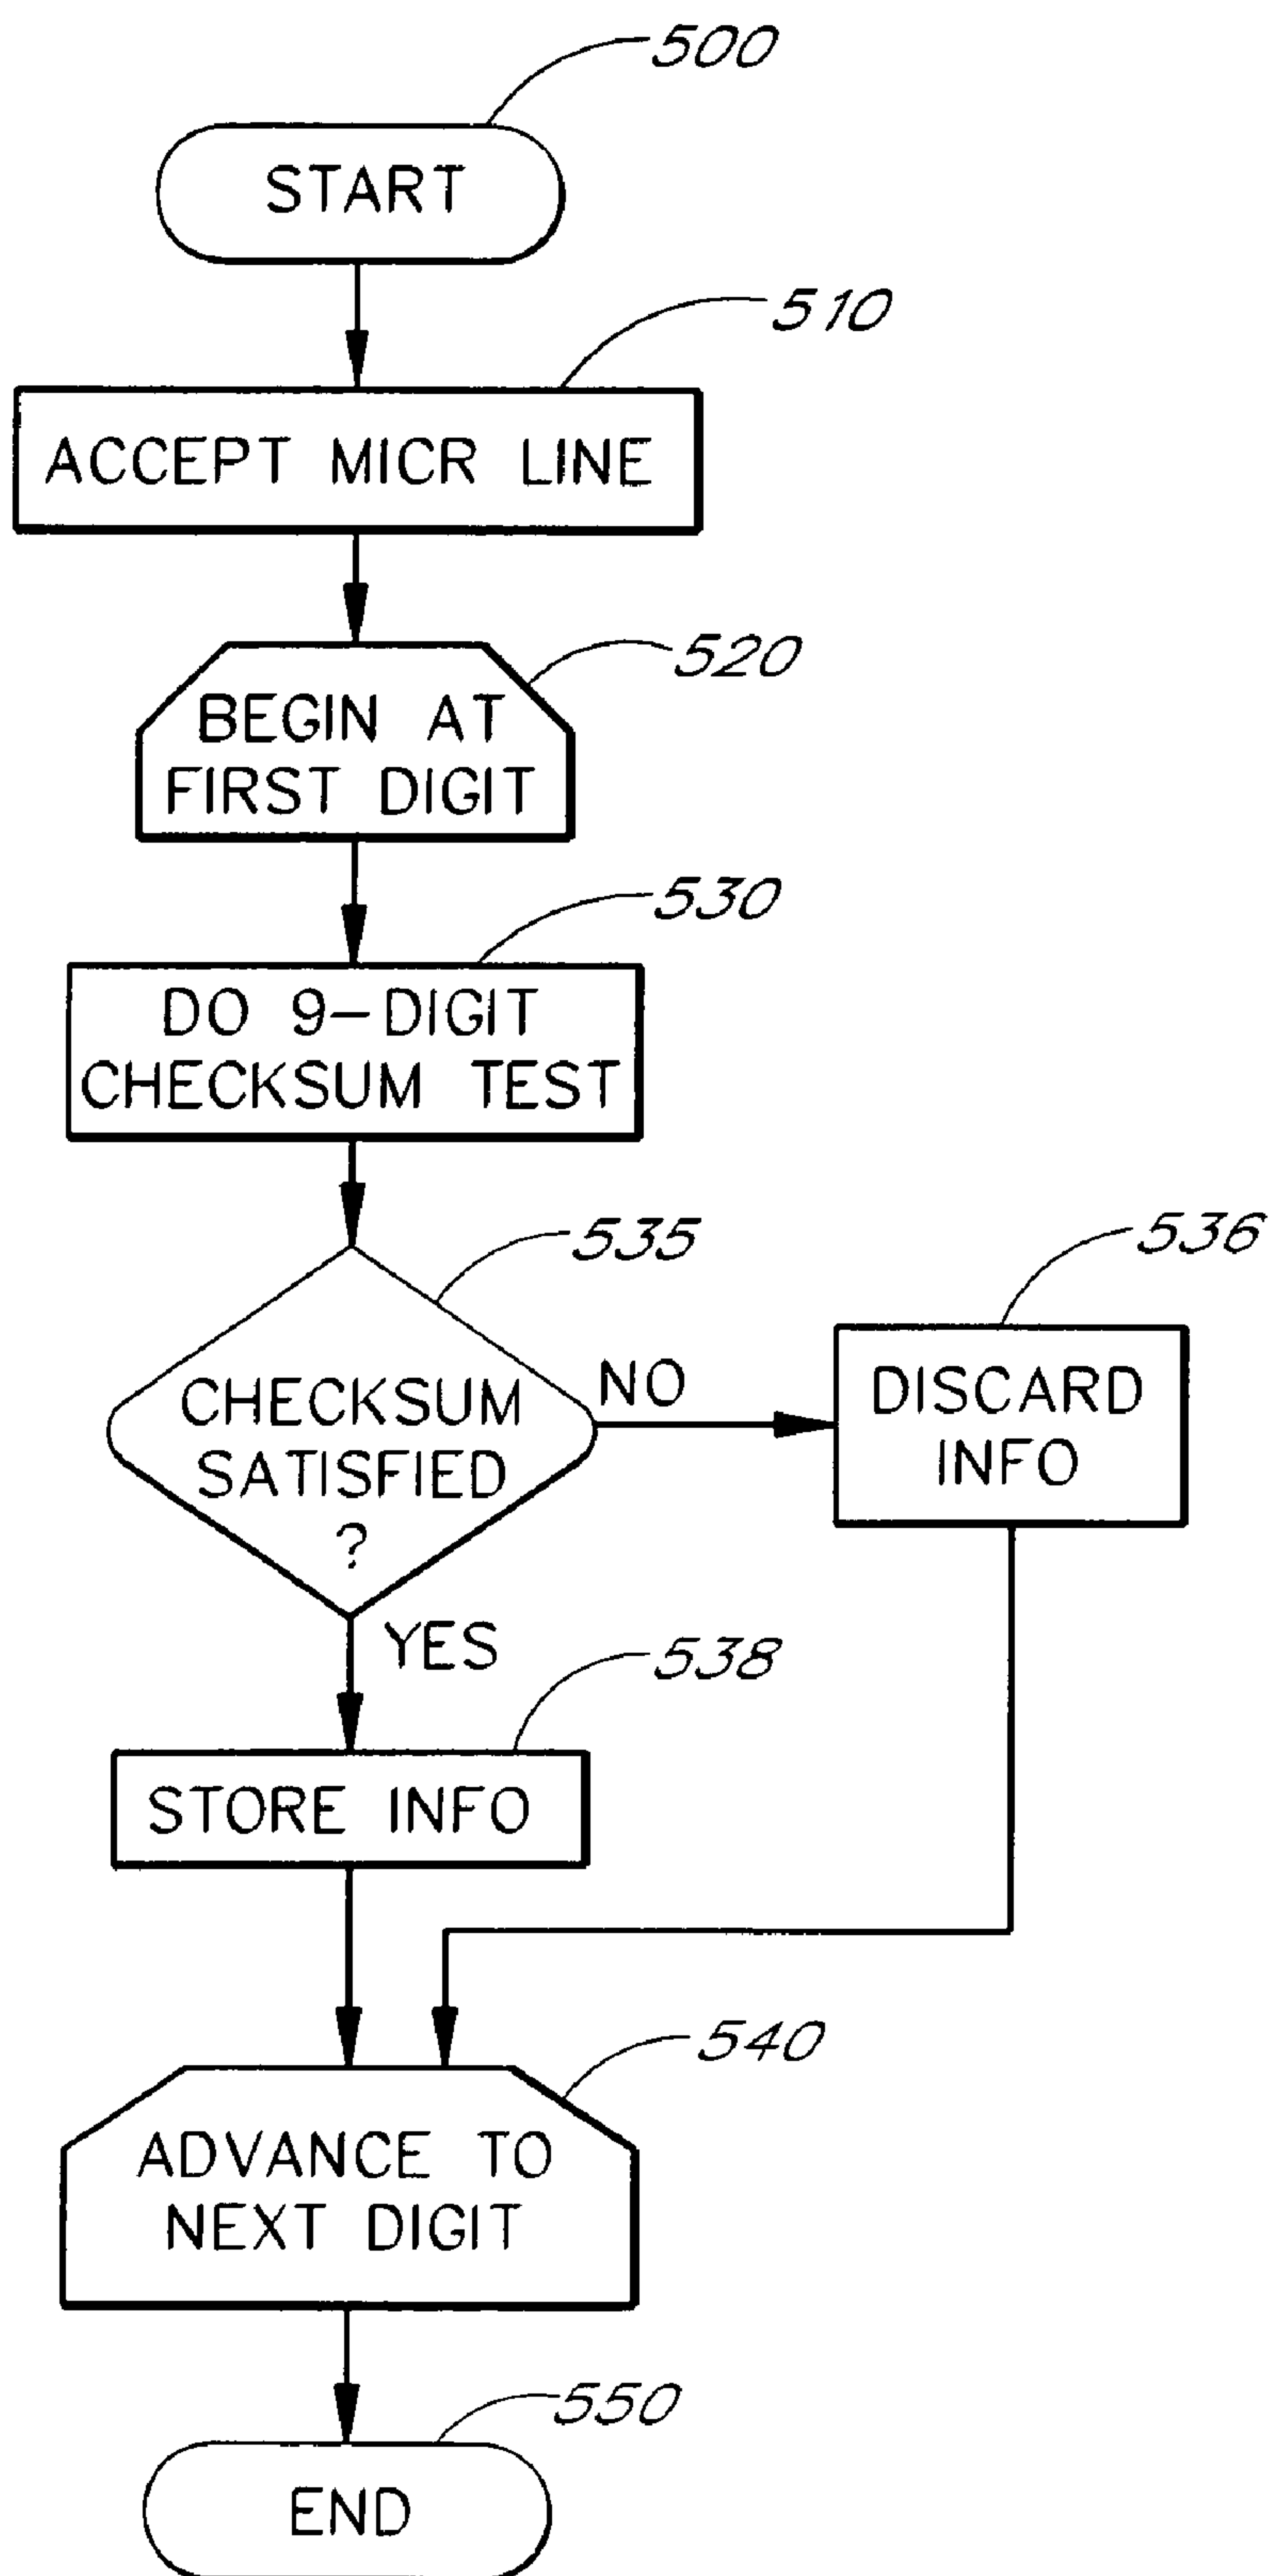 500
START
510
ACCEPT MICR LINE
520
BEGIN AT
FIRST DIGIT
530
DO 9-DIGIT
CHECKSUM TEST
535
536
CHECKSUM
SATISFIED
?
NO
DISCARD
INFO
YES
538
STORE INFO
540
ADVANCE TO
NEXT DIGIT
550
END